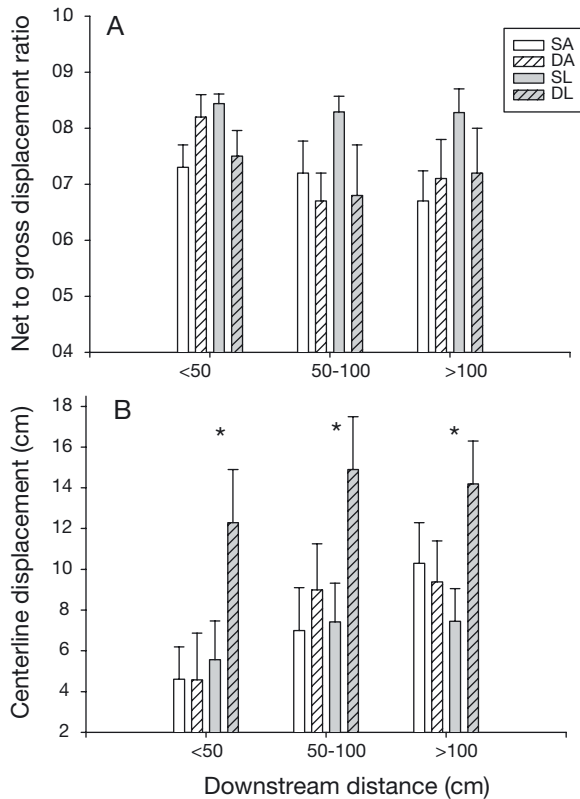 A
SA
DA
SL
DL
Net to gross displacement ratio
09
08
07
06
05
04
<50
50-100
>100
B
Centerline displacement (cm)
18
16
14
12
10
8
6
4
2
*
*
*
<50
50-100
>100
Downstream distance (cm)